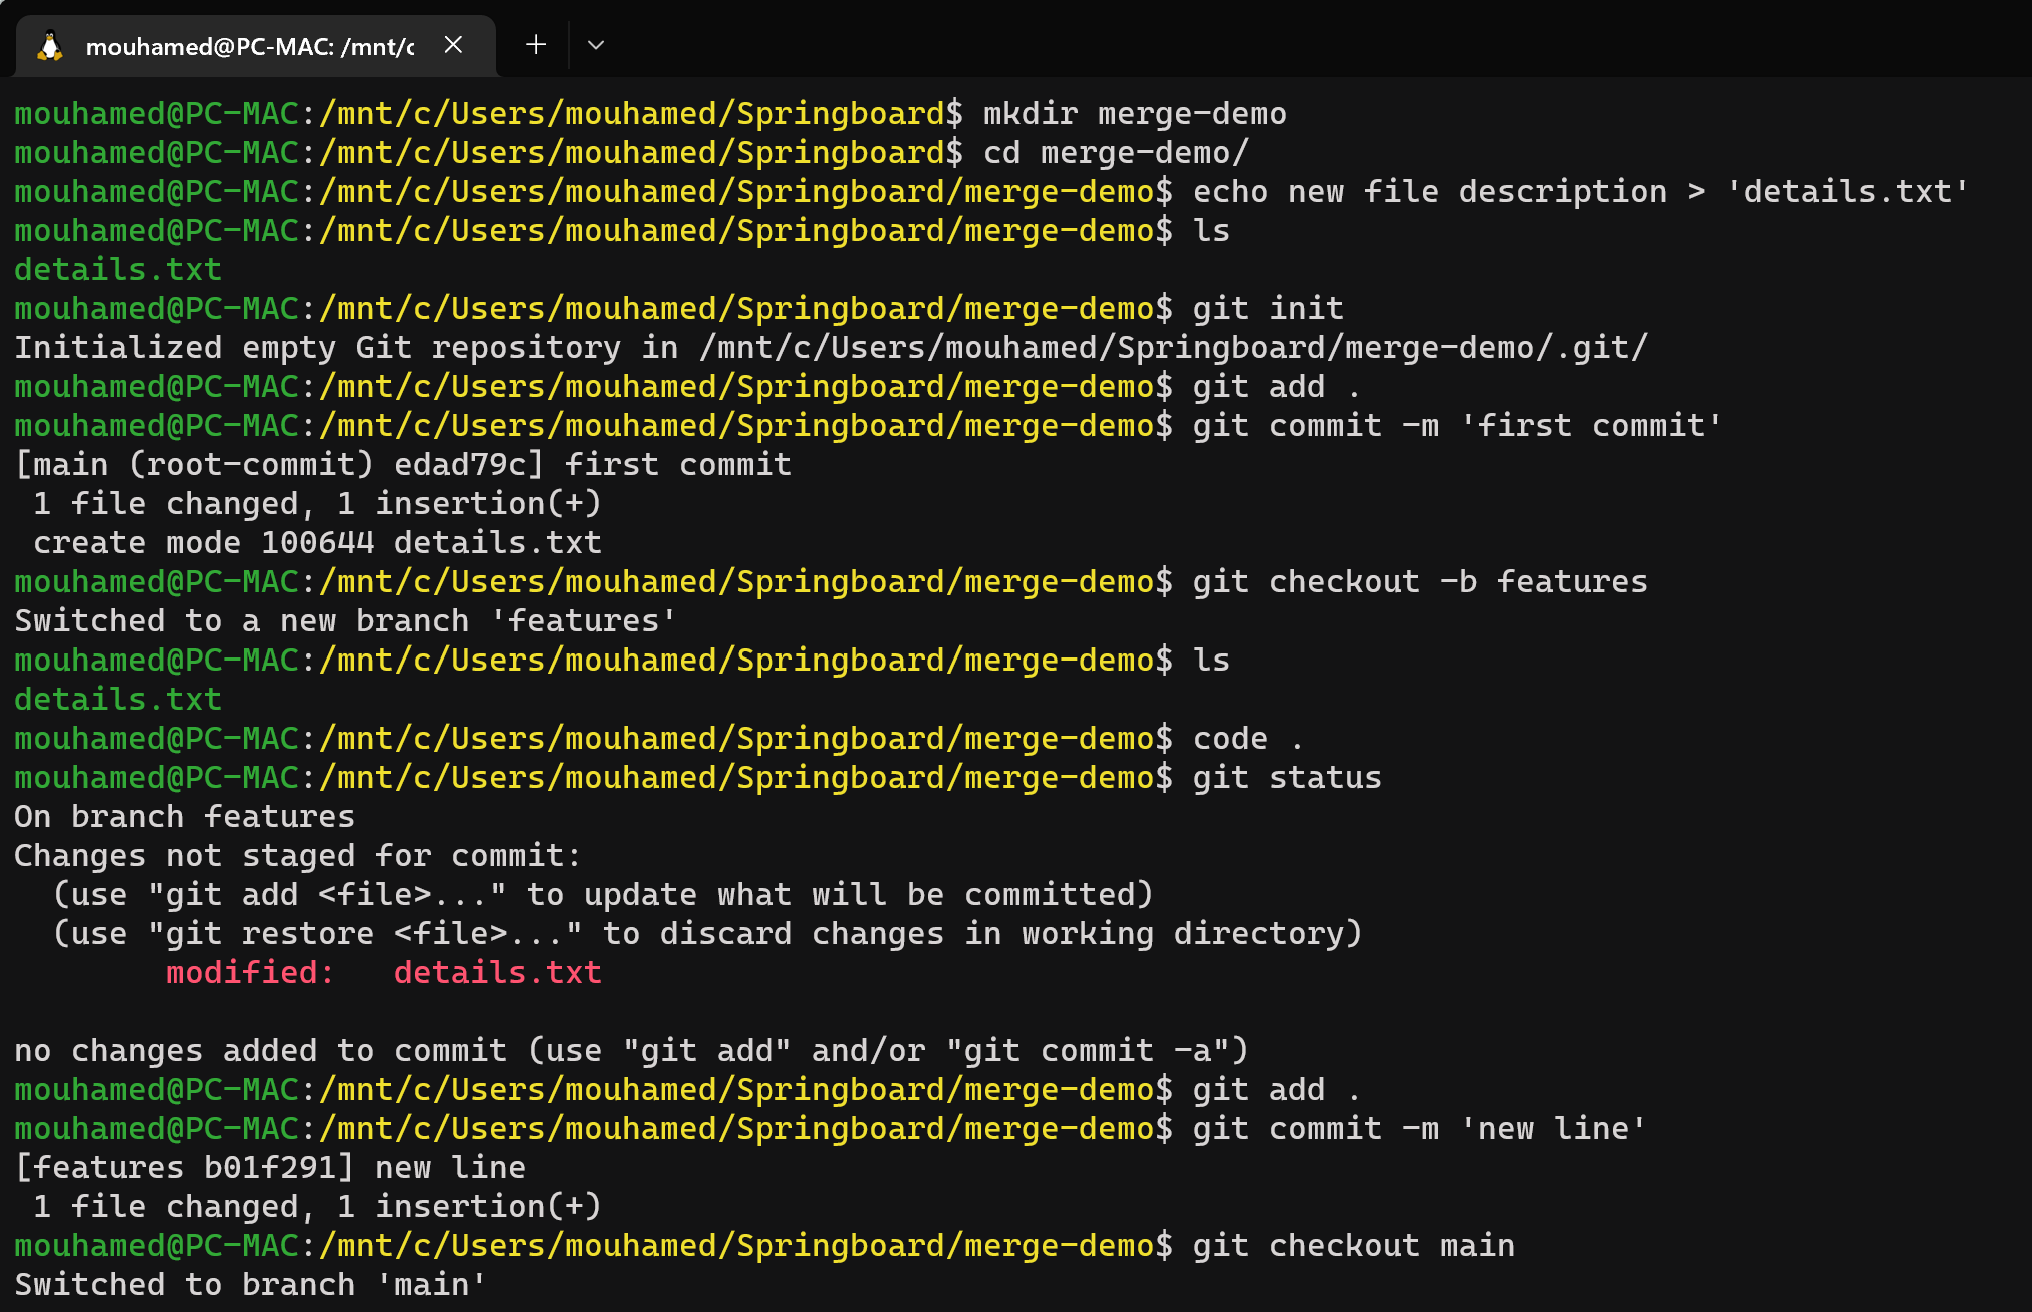 mouhamed@PC-MAC: /mnt/c
mouhamed@PC-MAC:/mnt/c/Users/mouhamed/Springboard$ mkdir merge-demo
mouhamed@PC-MAC:/mnt/c/Users/mouhamed/Springboard$ cd merge-demo/
mouhamed@PC-MAC:/mnt/c/Users/mouhamed/Springboard/merge-demo$ echo new file description > 'details.txt'
mouhamed@PC-MAC:/mnt/c/Users/mouhamed/Springboard/merge-demo$ ls
details.txt
mouhamed@PC-MAC:/mnt/c/Users/mouhamed/Springboard/merge-demo$ git init
Initialized empty Git repository in /mnt/c/Users/mouhamed/Springboard/merge-demo/.git/
mouhamed@PC-MAC:/mnt/c/Users/mouhamed/Springboard/merge-demo$ git add .
mouhamed@PC-MAC:/mnt/c/Users/mouhamed/Springboard/merge-demo$ git commit -m 'first commit'
[main (root-commit) edad79c] first commit
 1 file changed, 1 insertion(+)
 create mode 100644 details.txt
mouhamed@PC-MAC:/mnt/c/Users/mouhamed/Springboard/merge-demo$ git checkout -b features
Switched to a new branch 'features'
mouhamed@PC-MAC:/mnt/c/Users/mouhamed/Springboard/merge-demo$ ls
details.txt
mouhamed@PC-MAC:/mnt/c/Users/mouhamed/Springboard/merge-demo$ code .
mouhamed@PC-MAC:/mnt/c/Users/mouhamed/Springboard/merge-demo$ git status
On branch features
Changes not staged for commit:
  (use "git add <file>..." to update what will be committed)
  (use "git restore <file>..." to discard changes in working directory)
        modified:   details.txt

no changes added to commit (use "git add" and/or "git commit -a")
mouhamed@PC-MAC:/mnt/c/Users/mouhamed/Springboard/merge-demo$ git add .
mouhamed@PC-MAC:/mnt/c/Users/mouhamed/Springboard/merge-demo$ git commit -m 'new line'
[features b01f291] new line
 1 file changed, 1 insertion(+)
mouhamed@PC-MAC:/mnt/c/Users/mouhamed/Springboard/merge-demo$ git checkout main
Switched to branch 'main'